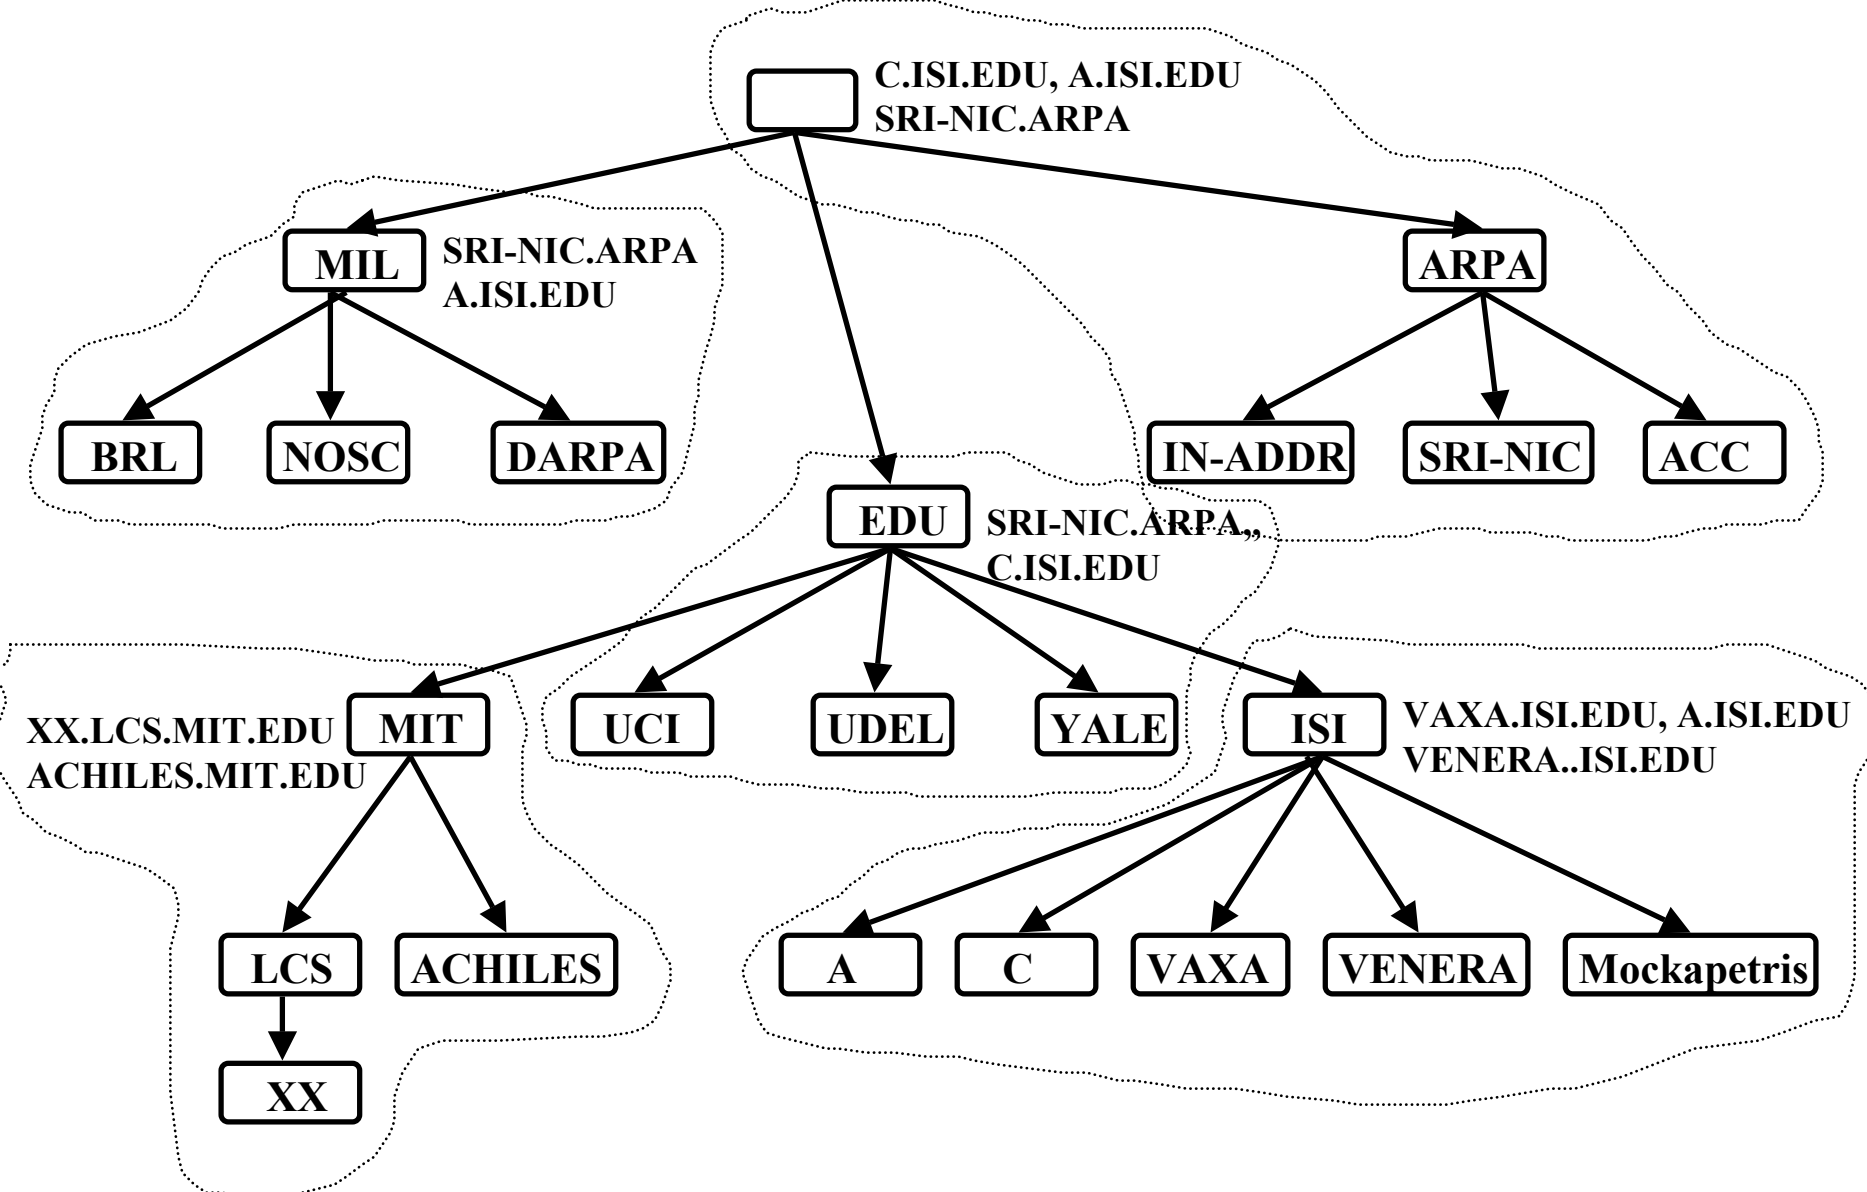 C.ISI.EDU, A.ISI.EDU
SRI-NIC.ARPA
MIL
SRI-NIC.ARPA
A.ISI.EDU
ARPA
BRL
NOSC
DARPA
IN-ADDR
SRI-NIC
ACC
EDU
SRI-NIC.ARPA,,
C.ISI.EDU
XX.LCS.MIT.EDU
ACHILES.MIT.EDU
MIT
UCI
UDEL
YALE
ISI
VAXA.ISI.EDU, A.ISI.EDU
VENERA..ISI.EDU
LCS
ACHILES
A
C
VAXA
VENERA
Mockapetris
XX